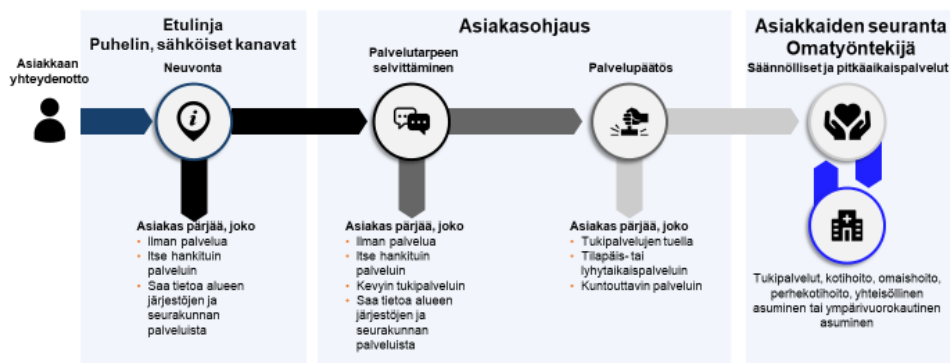 Asiakkaan
yhteydenotto
Etulinja
Puhelin, sähköiset kanavat
Neuvonta
Asiakas pärjää, joko
• Ilman palvelua
• Itse hankituin
palveluin
• Saa tietoa alueen
järjestöjen ja
seurakunnan
palveluista
Asiakasohjaus
Palvelutarpeen
selvittäminen
Asiakas pärjää, joko
• Ilman palvelua
• Itse hankituin
palveluin
• Kevyin tukipalveluin
• Saa tietoa alueen
järjestöjen ja
seurakunnan
palveluista
Palvelupäätös
Asiakas pärjää, joko
• Tukipalvelujen tuella
• Tilapäis- tai
lyhytaikaispalveluin
• Kuntouttavin palveluin
Asiakkaiden seuranta
Omatyöntekijä
Säännölliset ja pitkäaikaispalvelut
Tukipalvelut, kotihoito, omaishoito,
perhekotihoito, yhteisöllinen
asuminen tai ympärivuorokautinen
asuminen